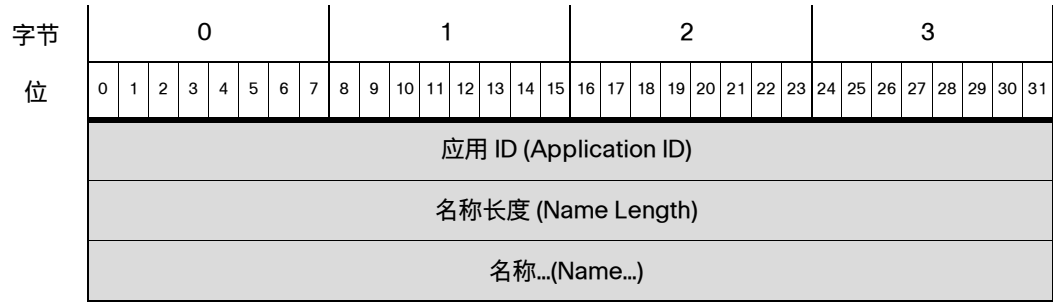 字节 0 1 2 3
位 0 1 2 3 4 5 6 7 8 9 10 11 12 13 14 15 16 17 18 19 20 21 22 23 24 25 26 27 28 29 30 31
应用 ID (Application ID)
名称长度 (Name Length)
名称...(Name...)